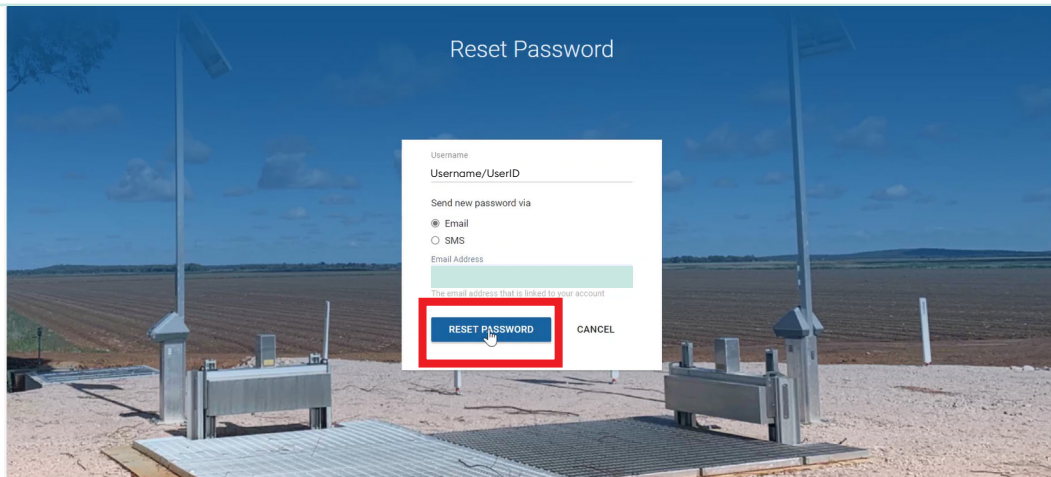 Reset Password
Username
Username/UserID
Send new password via
Email
SMS
Email Address
The email address that is linked to your account
RESET PASSWORD CANCEL